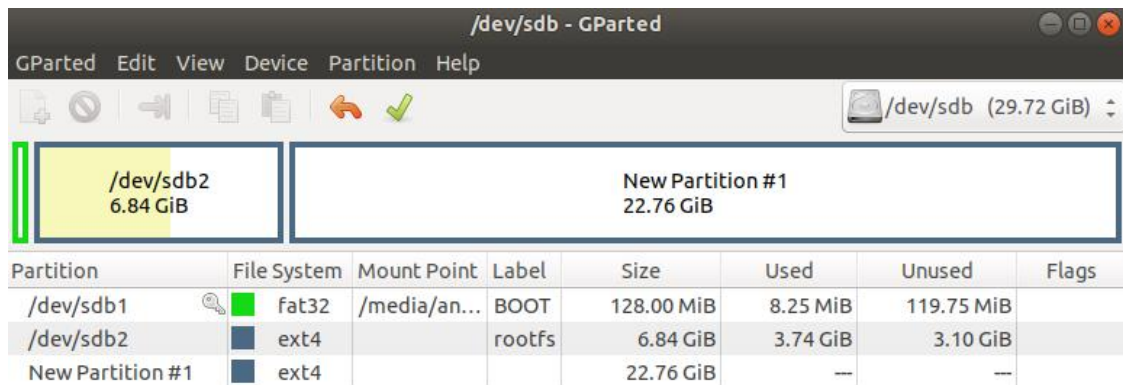 /dev/sdb - GParted
GParted Edit View Device Partition Help
/dev/sdb (29.72 GiB)
/dev/sdb2
6.84 GiB
New Partition #1
22.76 GiB
Partition File System Mount Point Label Size Used Unused Flags
/dev/sdb1 fat32 /media/an... BOOT 128.00 MiB 8.25 MiB 119.75 MiB
/dev/sdb2 ext4 rootfs 6.84 GiB 3.74 GiB 3.10 GiB
New Partition #1 ext4 22.76 GiB --- ---